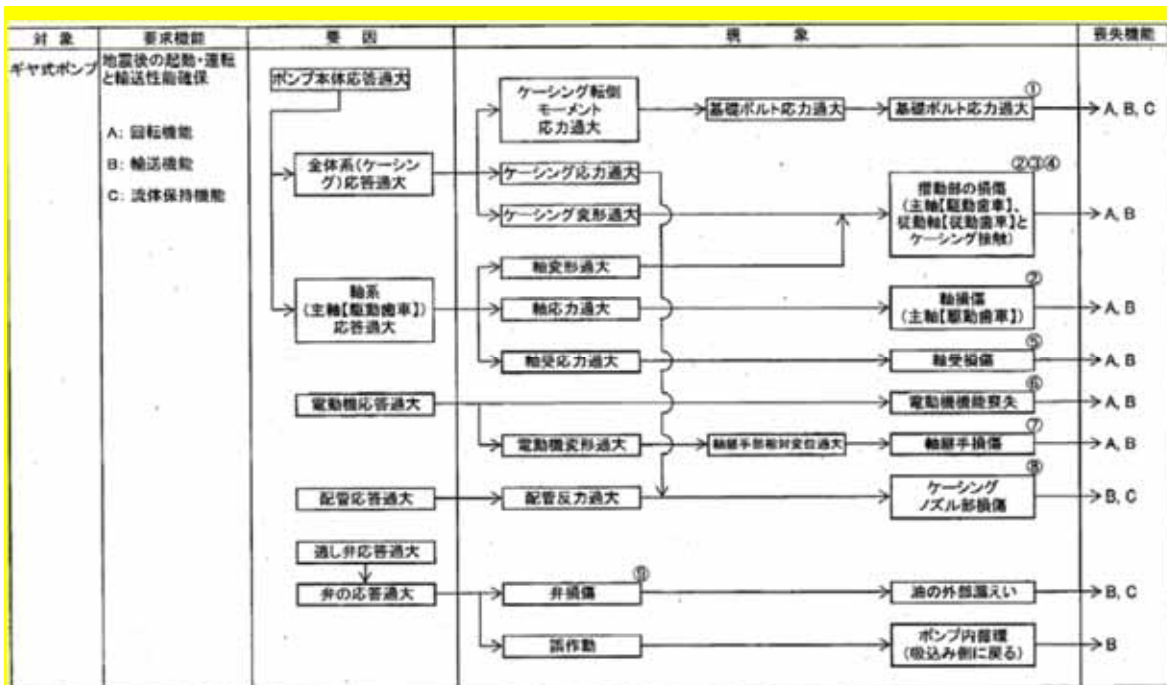 対象
要求機能
要因
現象
喪失機能
ギヤ式ポンプ
地震後の起動・運転
と輸送性能確保
A: 回転機能
B: 輸送機能
C: 流体保持機能
ポンプ本体応答過大
全体系(ケーシン
グ)応答過大
軸系
(主軸【駆動歯車】)
応答過大
電動機応答過大
配管応答過大
逃し弁応答過大
弁の応答過大
ケーシング転倒
モーメント
応力過大
基礎ボルト応力過大
①
基礎ボルト応力過大
A, B, C
ケーシング応力過大
ケーシング変形過大
②③④
摺動部の損傷
(主軸【駆動歯車】、
従動軸【従動歯車】と
ケーシング接触)
A, B
軸変形過大
軸応力過大
②
軸損傷
(主軸【駆動歯車】)
A, B
軸受応力過大
⑤
軸受損傷
A, B
⑥
電動機機能喪失
A, B
電動機変形過大
軸継手部相対変位過大
⑦
軸継手損傷
A, B
配管反力過大
⑧
ケーシング
ノズル部損傷
B, C
⑨
弁損傷
油の外部漏えい
B, C
誤作動
ポンプ内循環
(吸込み側に戻る)
B